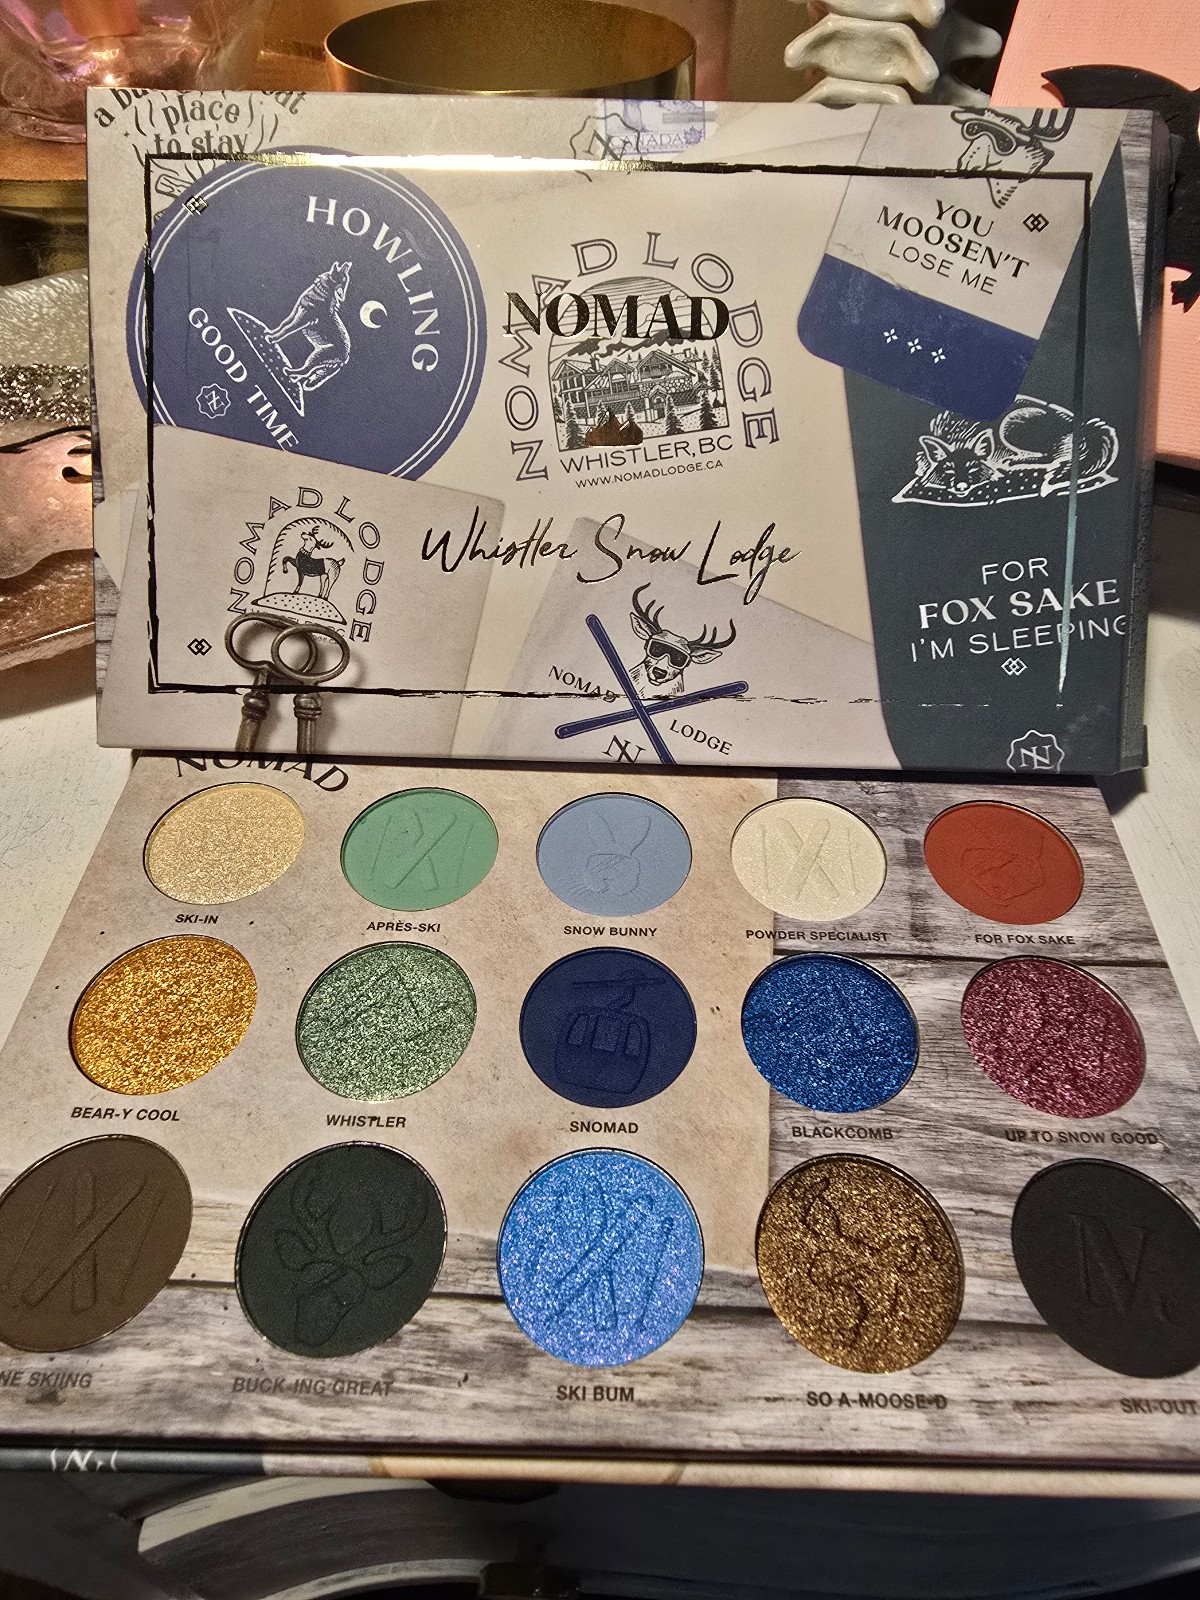 place
to stay
CANADA
HOWLING
GOOD TIME
YOU
MOOSEN'T
LOSE ME
NOMAD LODGE
NOMAD
WHISTLER, BC
WWW.NOMADLODGE.CA
Whistler Snow Lodge
NOMAD LODGE
NOMAD
LODGE
N
FOR
FOX SAKE
I'M SLEEPING
N
NOMAD
SKI-IN
APRÈS-SKI
SNOW BUNNY
POWDER SPECIALIST
FOR FOX SAKE
BEAR-Y COOL
WHISTLER
SNOMAD
BLACKCOMB
UP TO SNOW GOOD
NE SKIING
BUCK-ING GREAT
SKI BUM
SO A-MOOSE-D
SKI-OUT